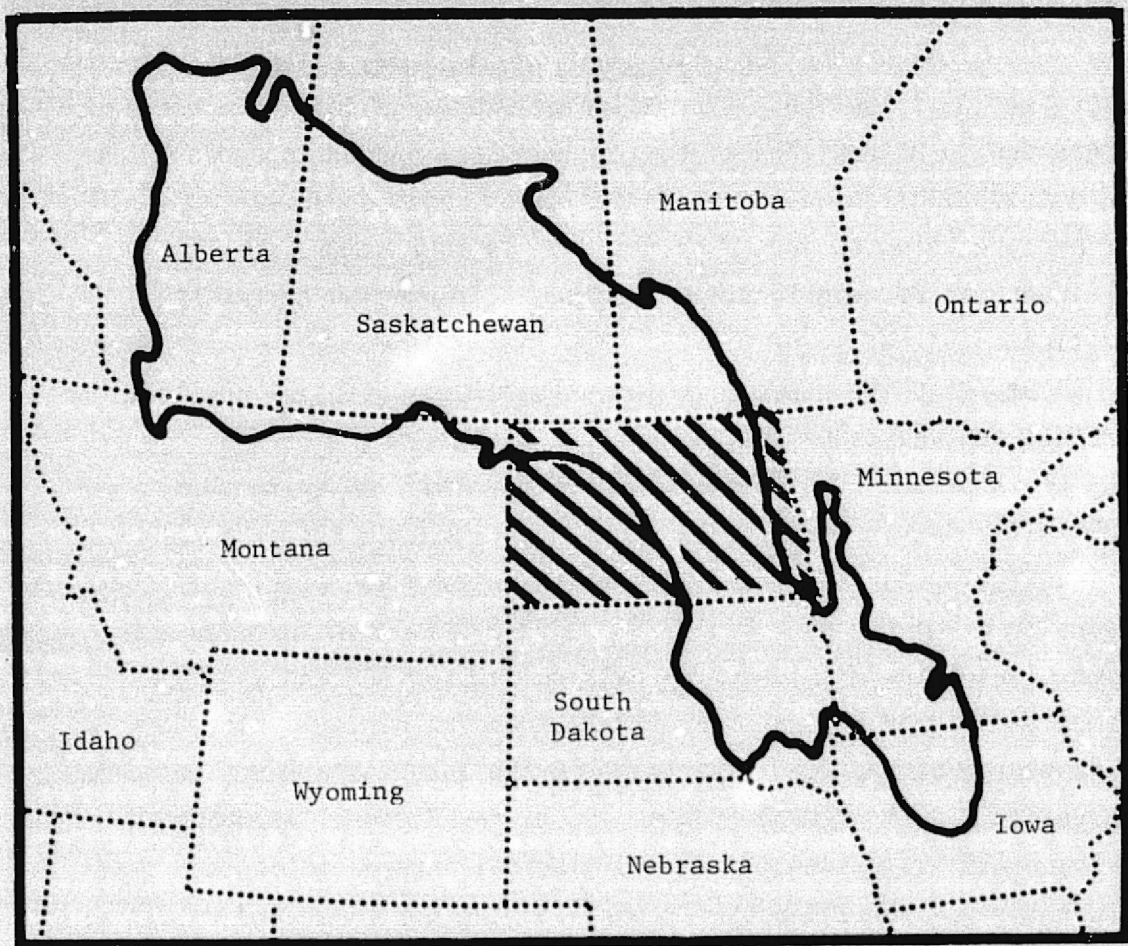 Manitoba
Alberta
Ontario
Saskatchewan
Minnesota
Montana
South
Dakota
Idaho
Wyoming
Iowa
Nebraska